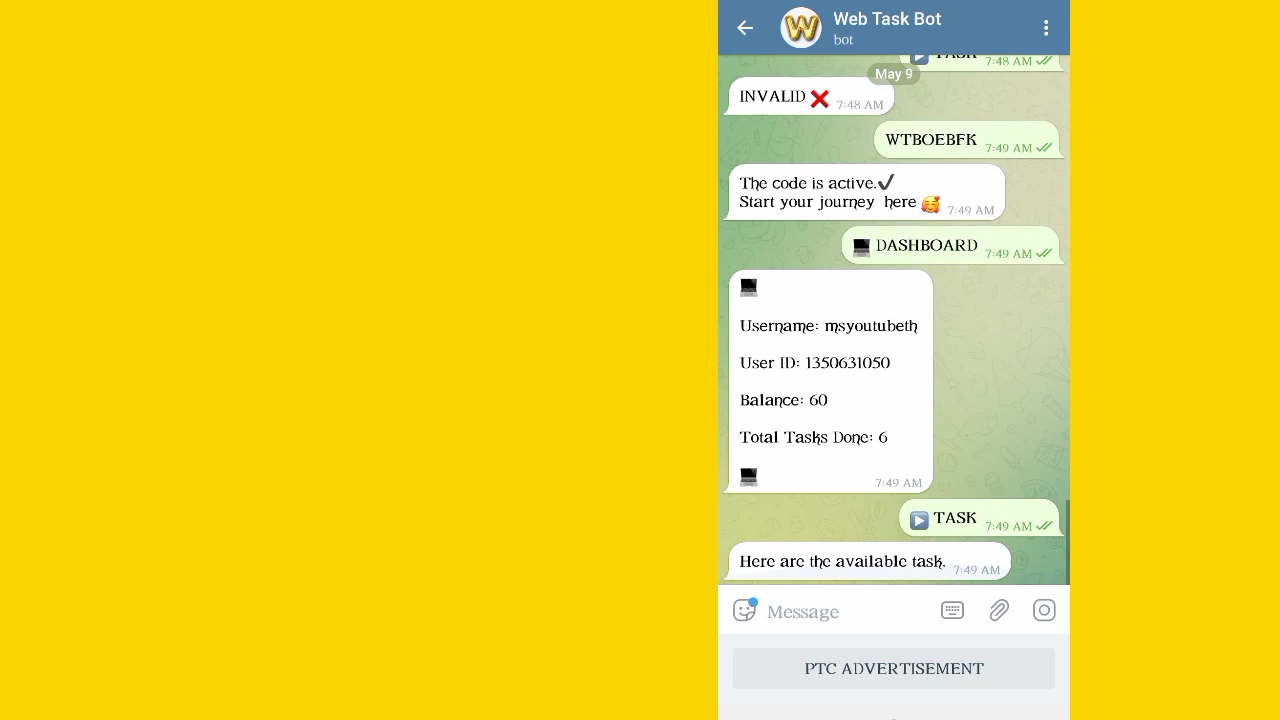 Web Task Bot
bot
TASK 7:48 AM
May 9
INVALID ❌ 7:48 AM
WTBOEBFK 7:49 AM
The code is active.✔
Start your journey here 🥰 7:49 AM
💻 DASHBOARD 7:49 AM
💻
Username: msyoutubeth
User ID: 1350631050
Balance: 60
Total Tasks Done: 6
💻 7:49 AM
▶️ TASK 7:49 AM
Here are the available task. 7:49 AM
Message
PTC ADVERTISEMENT